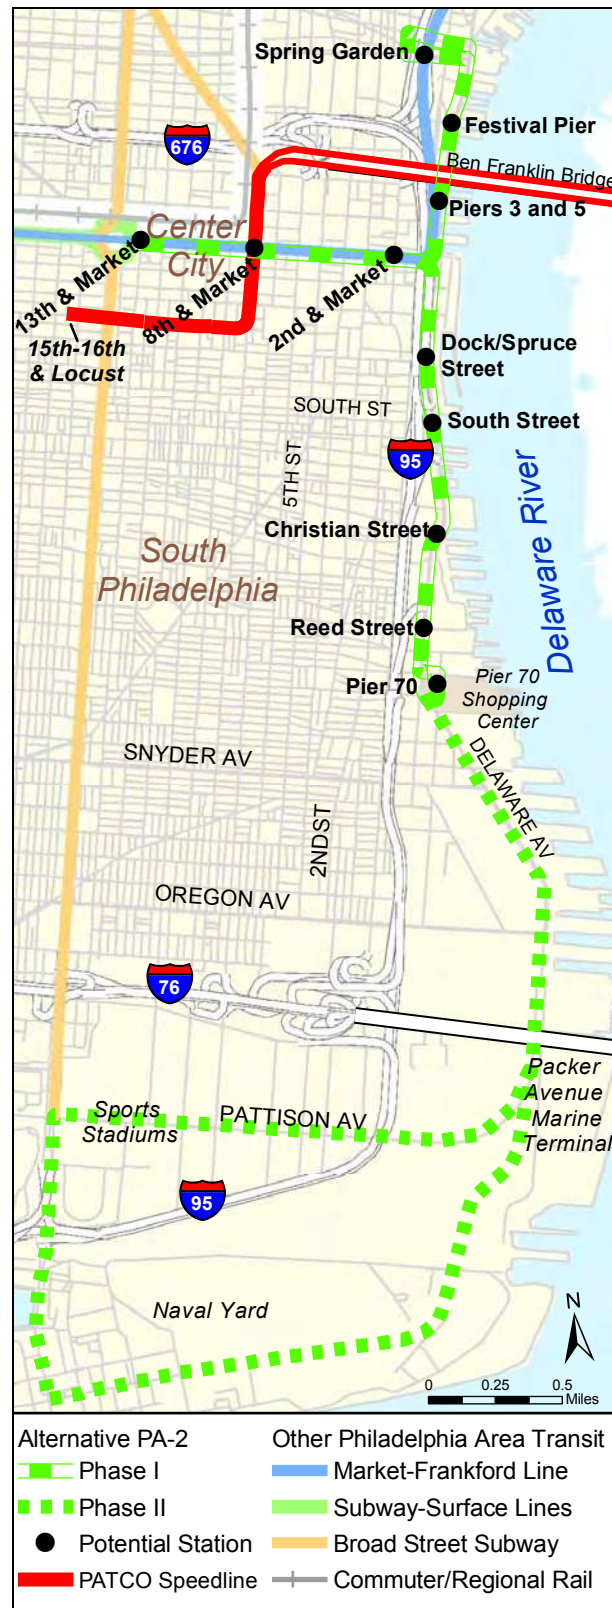 Spring Garden
Festival Pier
676
Ben Franklin Bridge
Piers 3 and 5
Center
City
13th & Market
8th & Market
2nd & Market
15th-16th
& Locust
Dock/Spruce
Street
SOUTH ST
South Street
95
5TH ST
Delaware River
Christian Street
South
Philadelphia
Reed Street
Pier 70
Pier 70
Shopping
Center
SNYDER AV
DELAWARE AV
2NDST
OREGON AV
76
Packer
Avenue
Marine
Terminal
Sports
Stadiums
PATTISON AV
95
Naval Yard
N
0 0.25 0.5
Miles
Alternative PA-2
Phase I
Phase II
Potential Station
PATCO Speedline
Other Philadelphia Area Transit
Market-Frankford Line
Subway-Surface Lines
Broad Street Subway
Commuter/Regional Rail